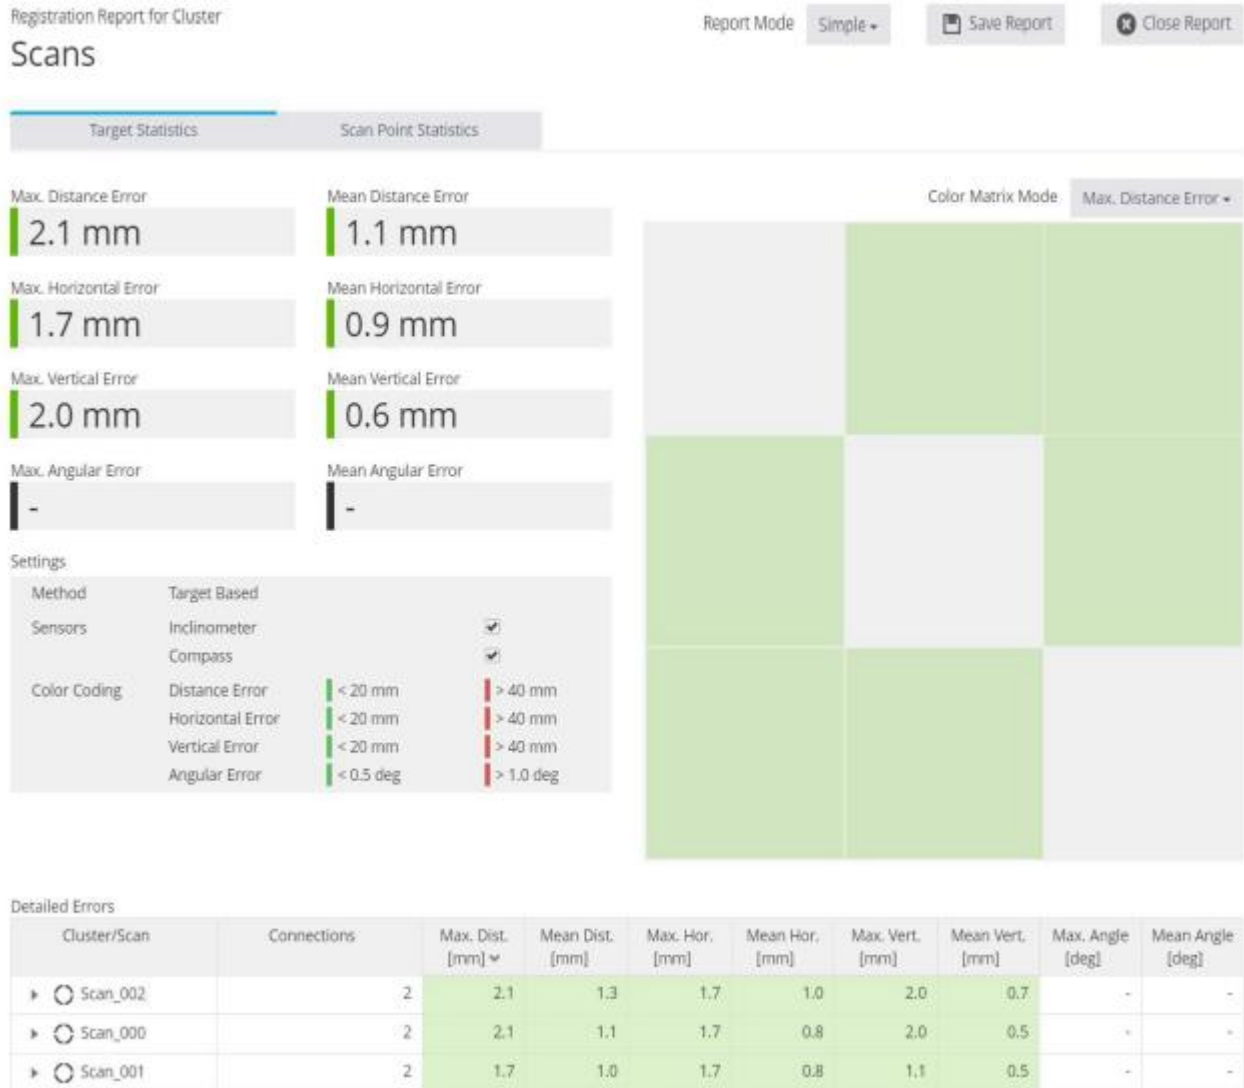 Registration Report for Cluster
Scans
Report Mode Simple Save Report Close Report
Target Statistics Scan Point Statistics
Max. Distance Error Mean Distance Error
2.1 mm 1.1 mm
Max. Horizontal Error Mean Horizontal Error
1.7 mm 0.9 mm
Max. Vertical Error Mean Vertical Error
2.0 mm 0.6 mm
Max. Angular Error Mean Angular Error
- -
Settings
Method Target Based
Sensors Inclinometer
Compass
Color Coding Distance Error < 20 mm > 40 mm
Horizontal Error < 20 mm > 40 mm
Vertical Error < 20 mm > 40 mm
Angular Error < 0.5 deg > 1.0 deg
Color Matrix Mode Max. Distance Error
Detailed Errors
Cluster/Scan Connections Max. Dist. Mean Dist. Max. Hor. Mean Hor. Max. Vert. Mean Vert. Max. Angle Mean Angle
[mm] [mm] [mm] [mm] [mm] [mm] [deg] [deg]
Scan_002 2 2.1 1.3 1.7 1.0 2.0 0.7 - -
Scan_000 2 2.1 1.1 1.7 0.8 2.0 0.5 - -
Scan_001 2 1.7 1.0 1.7 0.8 1.1 0.5 - -